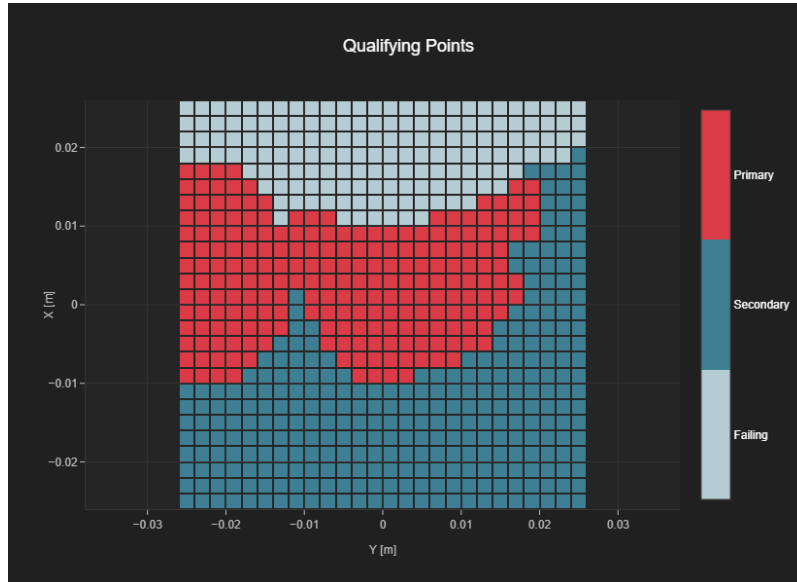 Qualifying Points
0.02
0.01
0
−0.01
−0.02
X [m]
−0.03
−0.02
−0.01
0
0.01
0.02
0.03
Y [m]
Primary
Secondary
Failing